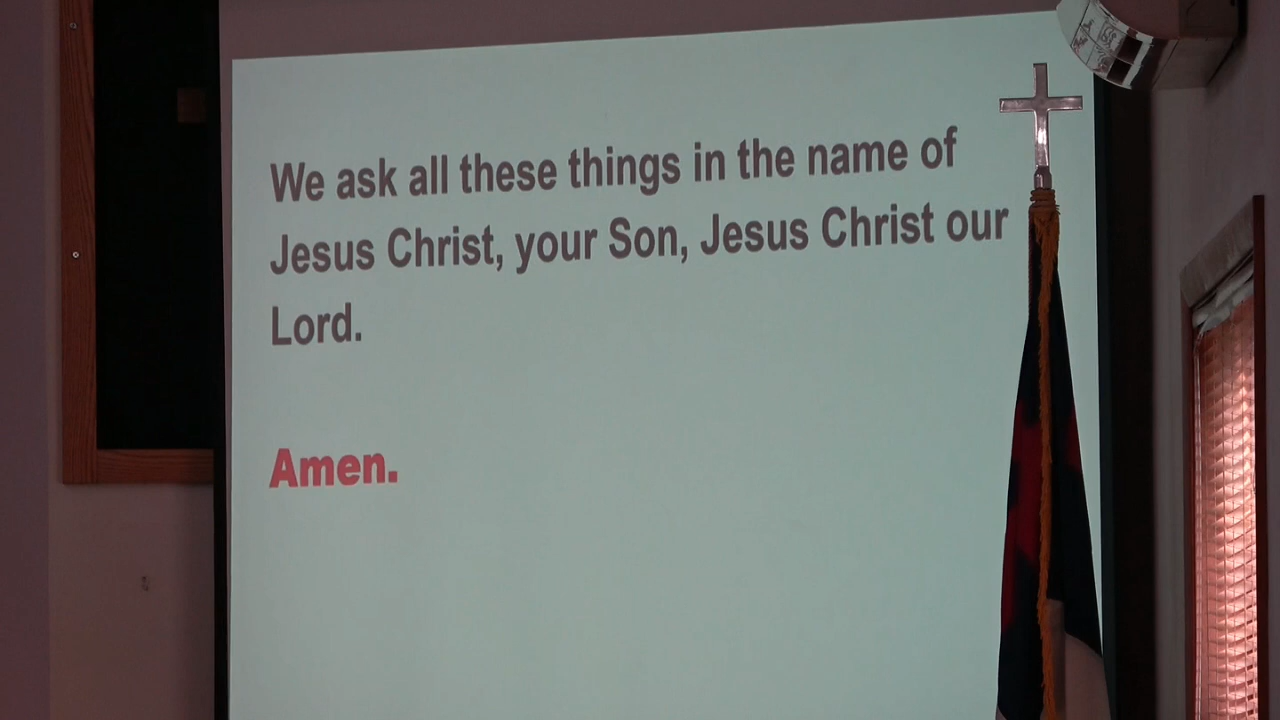 We ask all these things in the name of
Jesus Christ, your Son, Jesus Christ our
Lord.
Amen.